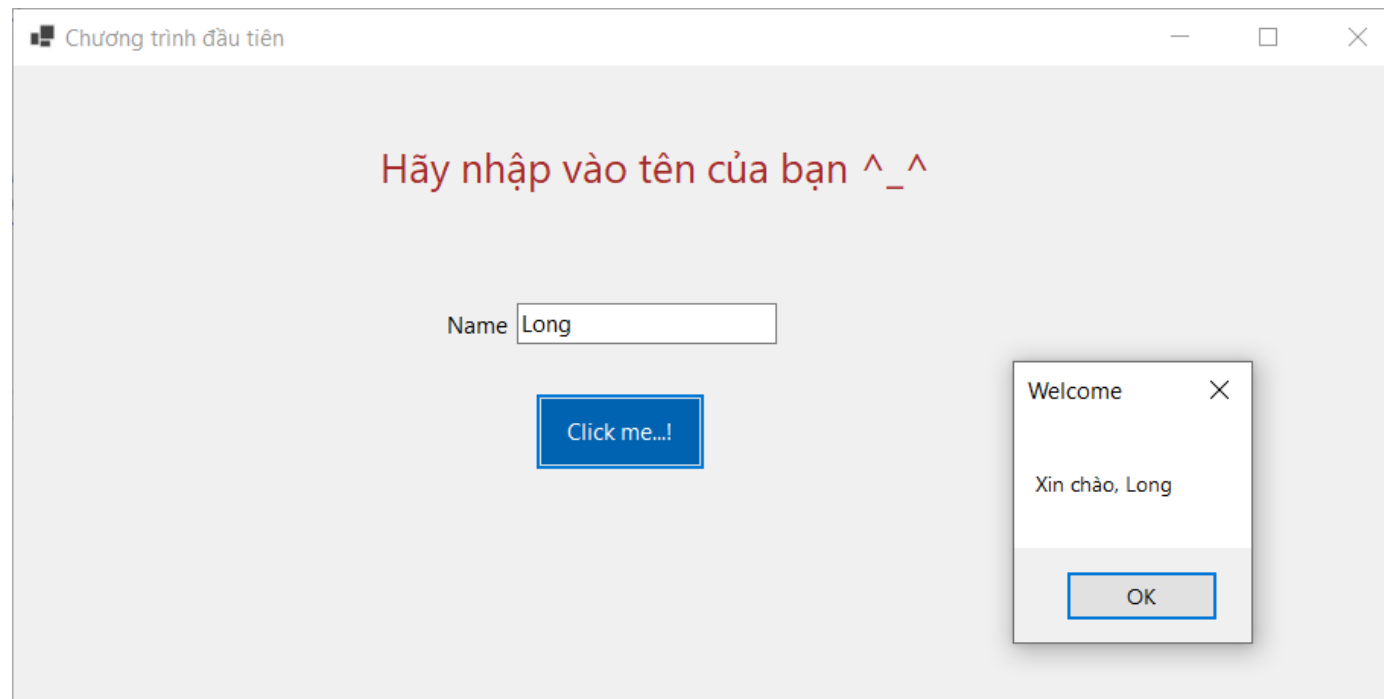 Chương trình đầu tiên
Hãy nhập vào tên của bạn ^_^
Name Long
Click me...!
Welcome
Xin chào, Long
OK